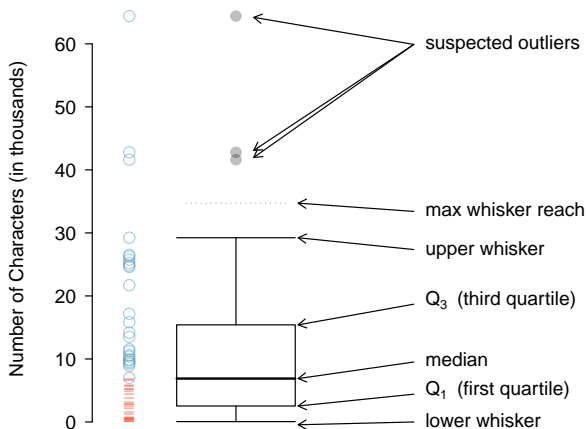 Number of Characters (in thousands)
60
50
40
30
20
10
0
suspected outliers
max whisker reach
upper whisker
Q3 (third quartile)
median
Q1 (first quartile)
lower whisker